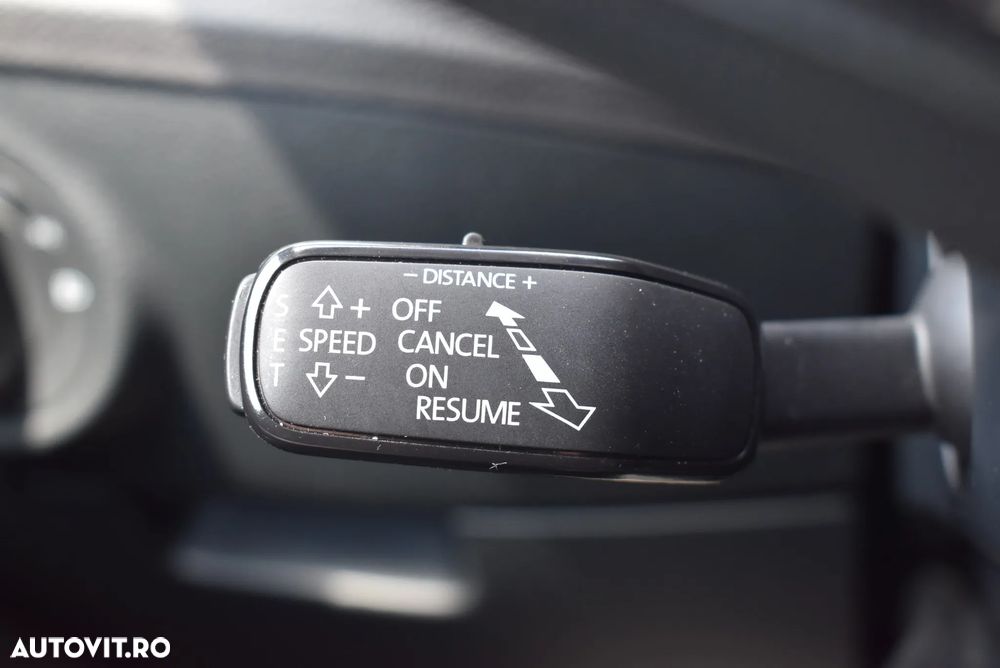 − DISTANCE +
S + OFF
E SPEED CANCEL
T − ON
RESUME
AUTOVIT.RO